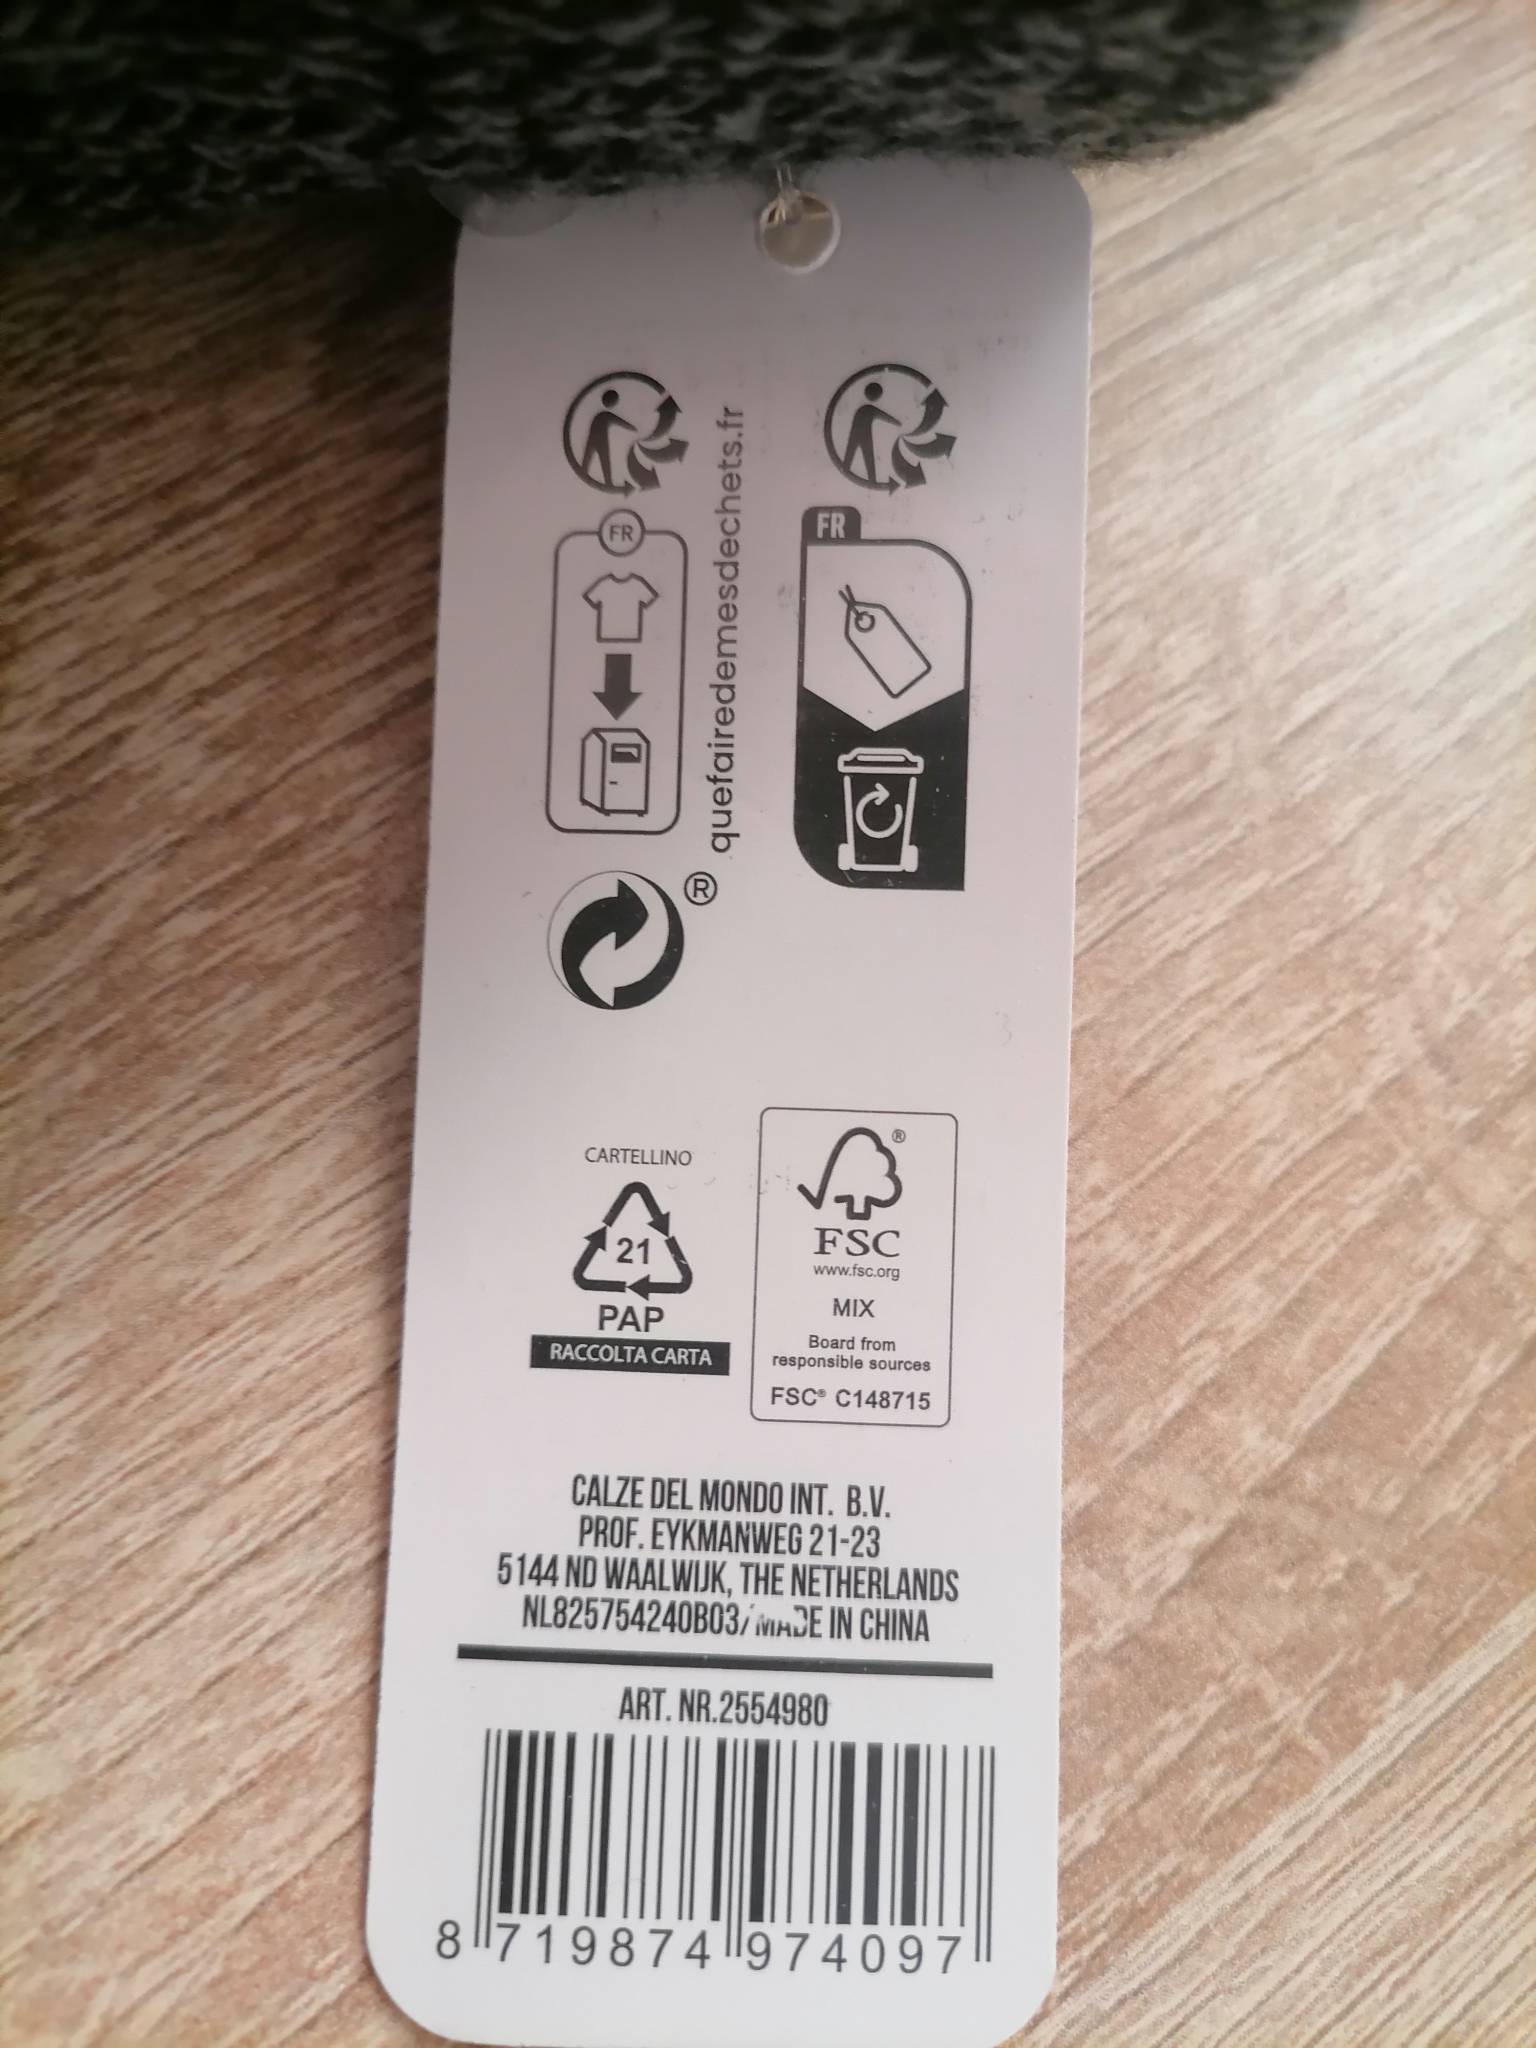 FR
quefairedemesdechets.fr
FR
®
CARTELLINO
21
PAP
RACCOLTA CARTA
®
FSC
www.fsc.org
MIX
Board from
responsible sources
FSC® C148715
CALZE DEL MONDO INT. B.V.
PROF. EYKMANWEG 21-23
5144 ND WAALWIJK, THE NETHERLANDS
NL825754240B03/MADE IN CHINA
ART. NR.2554980
8 719874 974097